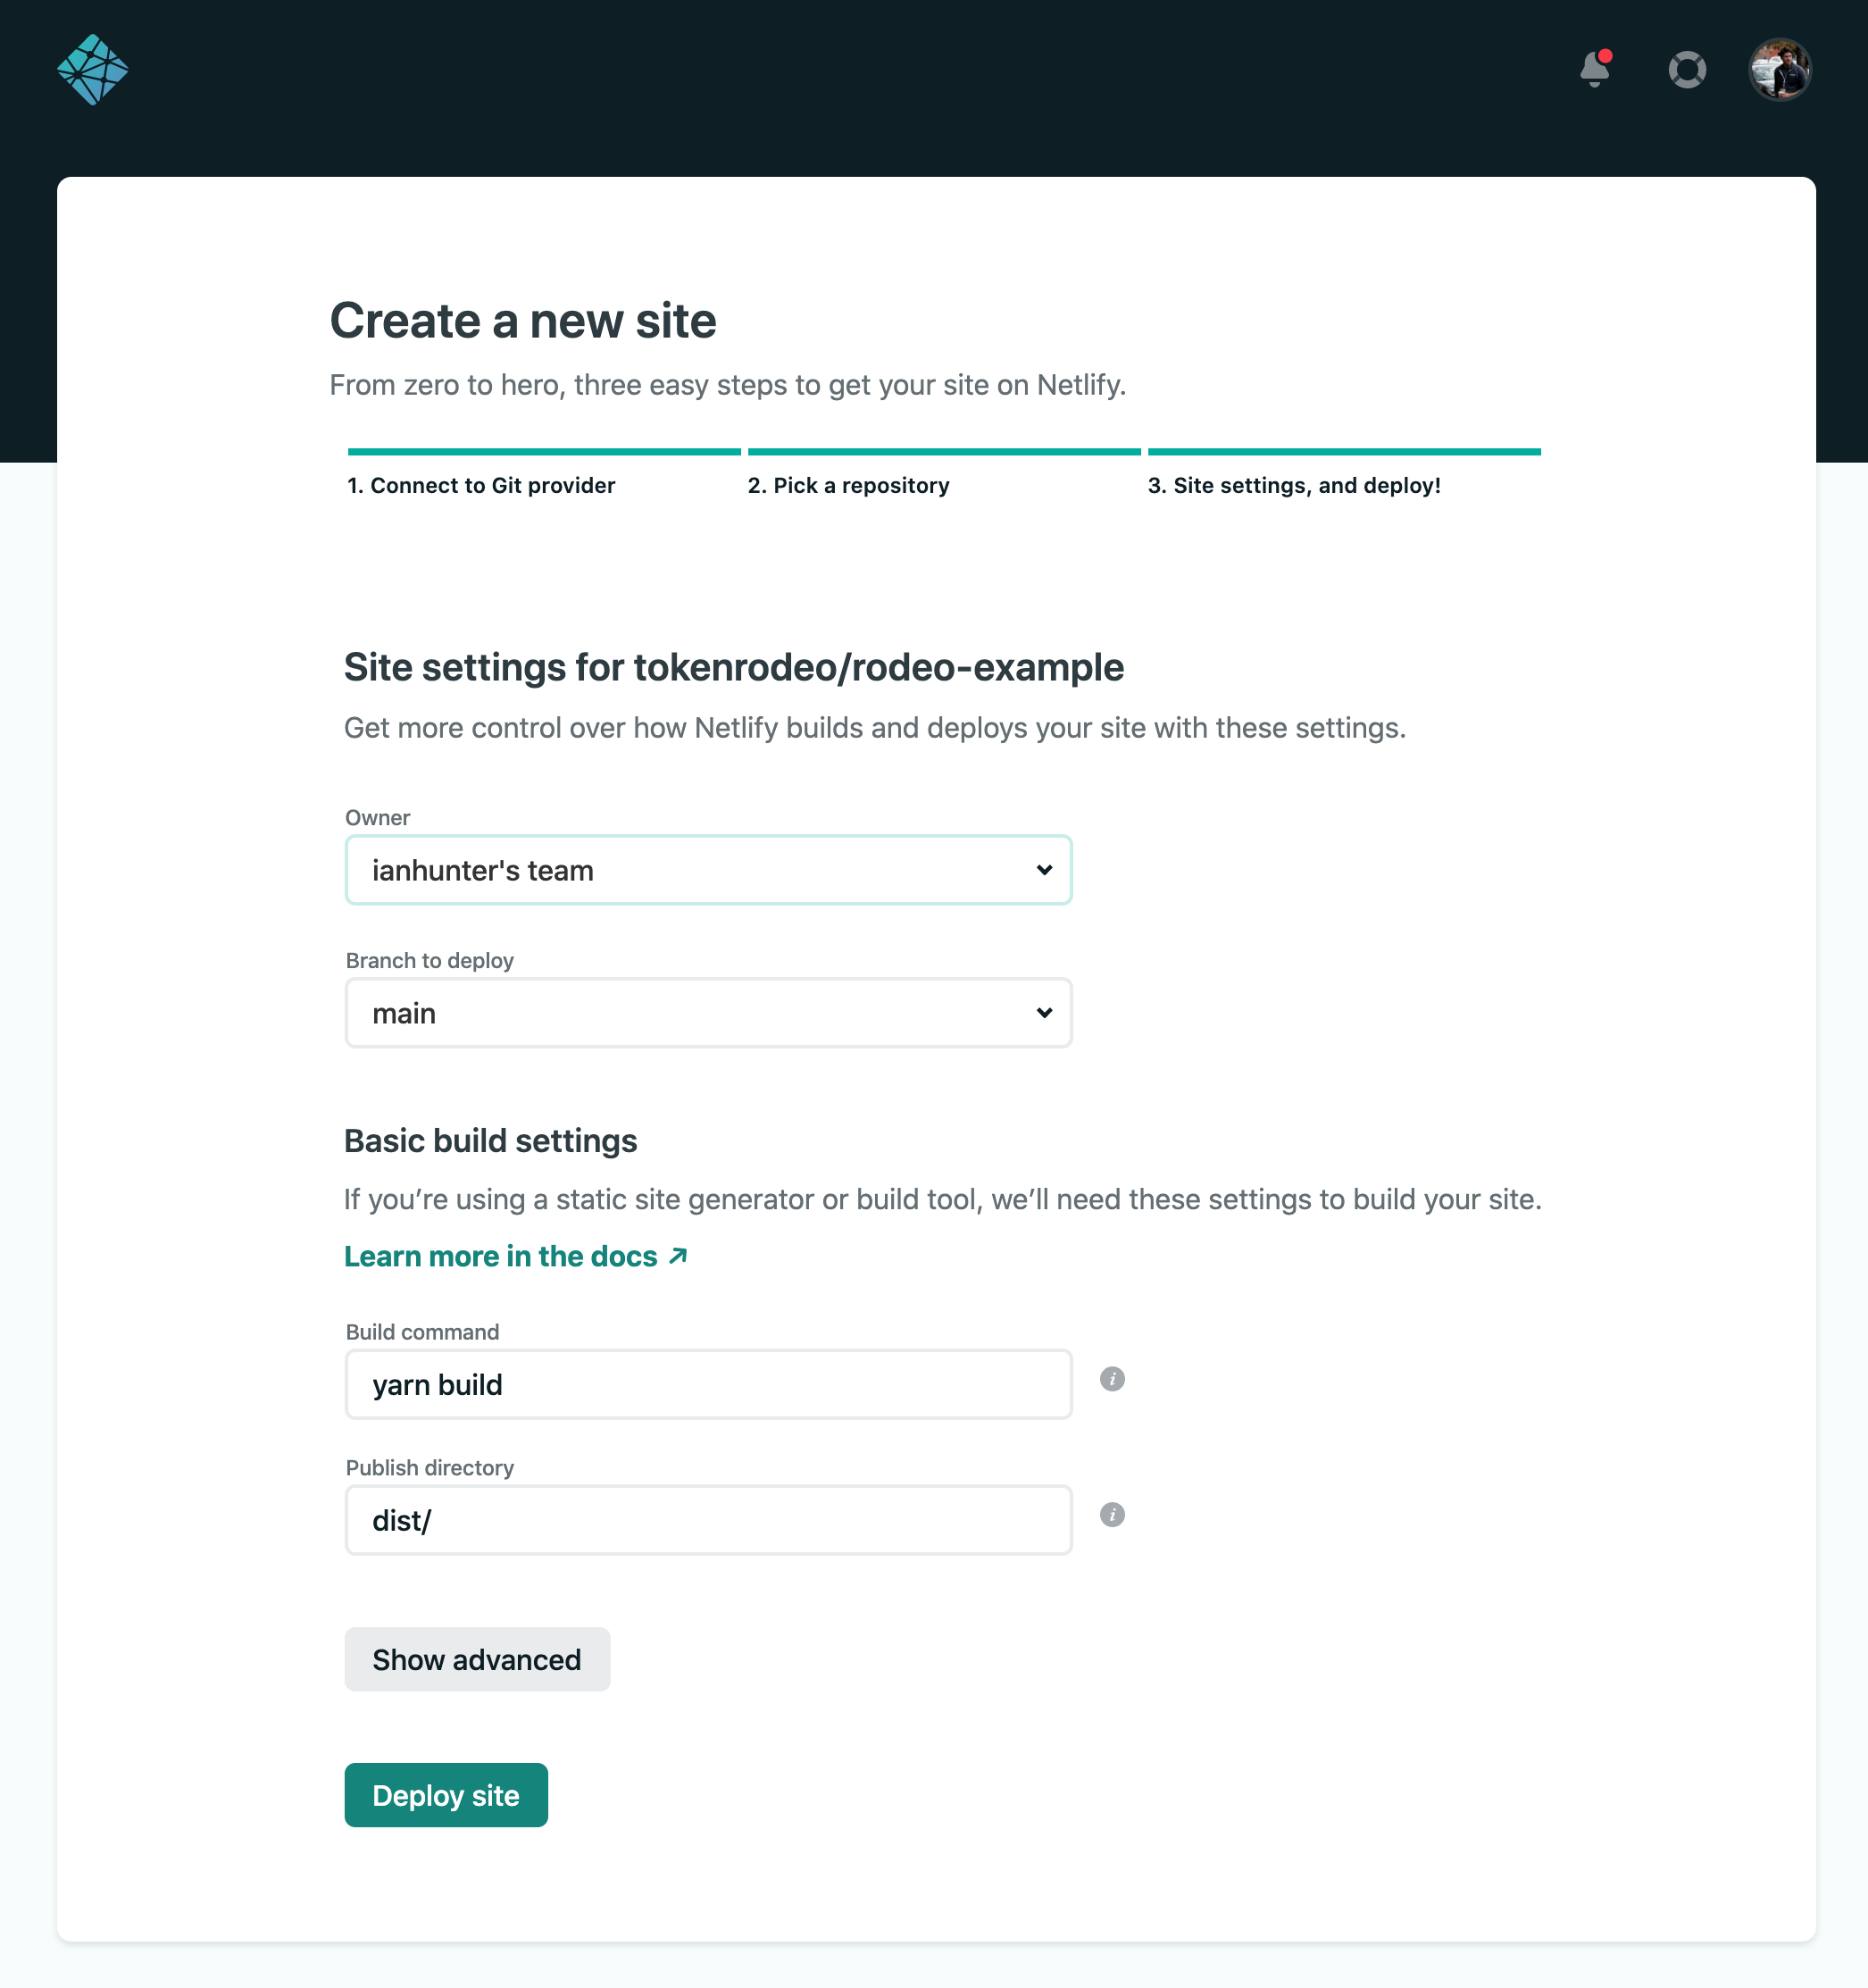 Create a new site
From zero to hero, three easy steps to get your site on Netlify.
1. Connect to Git provider
2. Pick a repository
3. Site settings, and deploy!
Site settings for tokenrodeo/rodeo-example
Get more control over how Netlify builds and deploys your site with these settings.
Owner
ianhunter's team
Branch to deploy
main
Basic build settings
If you’re using a static site generator or build tool, we’ll need these settings to build your site.
Learn more in the docs ↗
Build command
yarn build
i
Publish directory
dist/
i
Show advanced
Deploy site